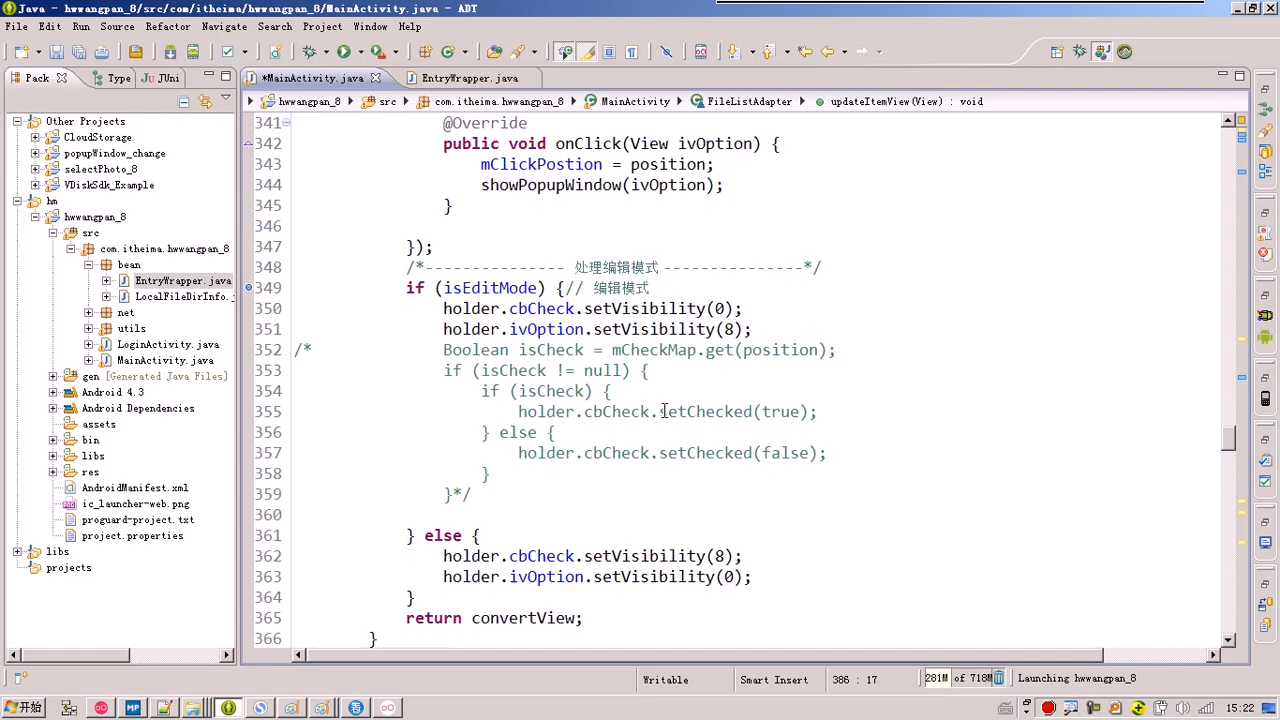 Java - hwwangpan_8/src/com/itheima/hwwangpan_8/MainActivity.java - ADT
File Edit Run Source Refactor Navigate Search Project Window Help
Pack Type JUni
*MainActivity.java EntryWrapper.java
hwwangpan_8 src com.itheima.hwwangpan_8 MainActivity FileListAdapter updateItemView(View) : void
Other Projects
CloudStorage
popupWindow_change
selectPhoto_8
VDiskSdk_Example
hm
hwwangpan_8
src
com.itheima.hwwangpan_8
bean
EntryWrapper.java
LocalFileDirInfo.j
net
utils
LoginActivity.java
MainActivity.java
gen [Generated Java Files]
Android 4.3
Android Dependencies
assets
bin
libs
res
AndroidManifest.xml
ic_launcher-web.png
proguard-project.txt
project.properties
libs
projects
341 @Override
342 public void onClick(View ivOption) {
343 mClickPostion = position;
344 showPopupWindow(ivOption);
345 }
346
347 });
348 /*--------------- 处理编辑模式 ---------------*/
349 if (isEditMode) {// 编辑模式
350 holder.cbCheck.setVisibility(0);
351 holder.ivOption.setVisibility(8);
352 /* Boolean isCheck = mCheckMap.get(position);
353 if (isCheck != null) {
354 if (isCheck) {
355 holder.cbCheck.setChecked(true);
356 } else {
357 holder.cbCheck.setChecked(false);
358 }
359 }*/
360
361 } else {
362 holder.cbCheck.setVisibility(8);
363 holder.ivOption.setVisibility(0);
364 }
365 return convertView;
366 }
Writable Smart Insert 386 : 17 281M of 718M Launching hwwangpan_8
开始 15:22